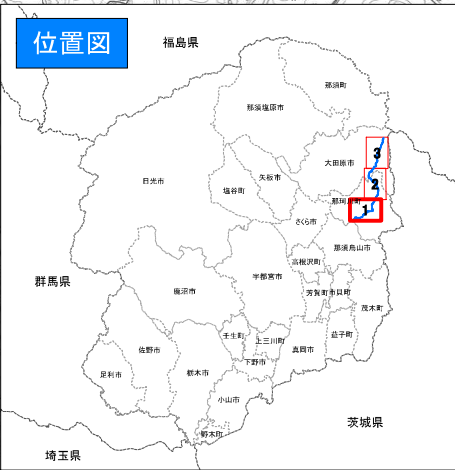 位置図
福島県
那須町
那須塩原市
大田原市
3
日光市
矢板市
塩谷町
2
那珂川町
1
さくら市
那須烏山市
高根沢町
群馬県
宇都宮市
鹿沼市
芳賀町
市貝町
茂木町
壬生町
上三川町
益子町
真岡市
下野市
佐野市
足利市
栃木市
小山市
野木町
茨城県
埼玉県